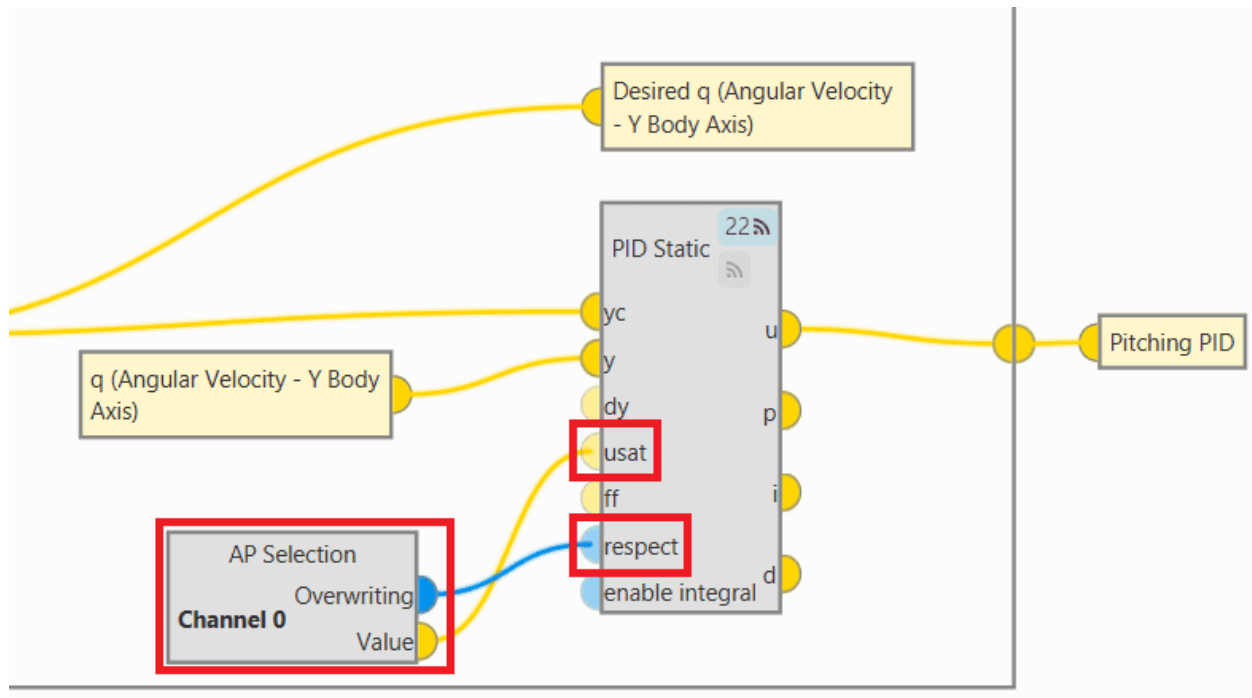 Desired q (Angular Velocity
- Y Body Axis)
22
PID Static
yc
u
Pitching PID
y
q (Angular Velocity - Y Body
Axis)
dy
p
usat
ff
i
AP Selection
respect
d
Overwriting
enable integral
Channel 0
Value